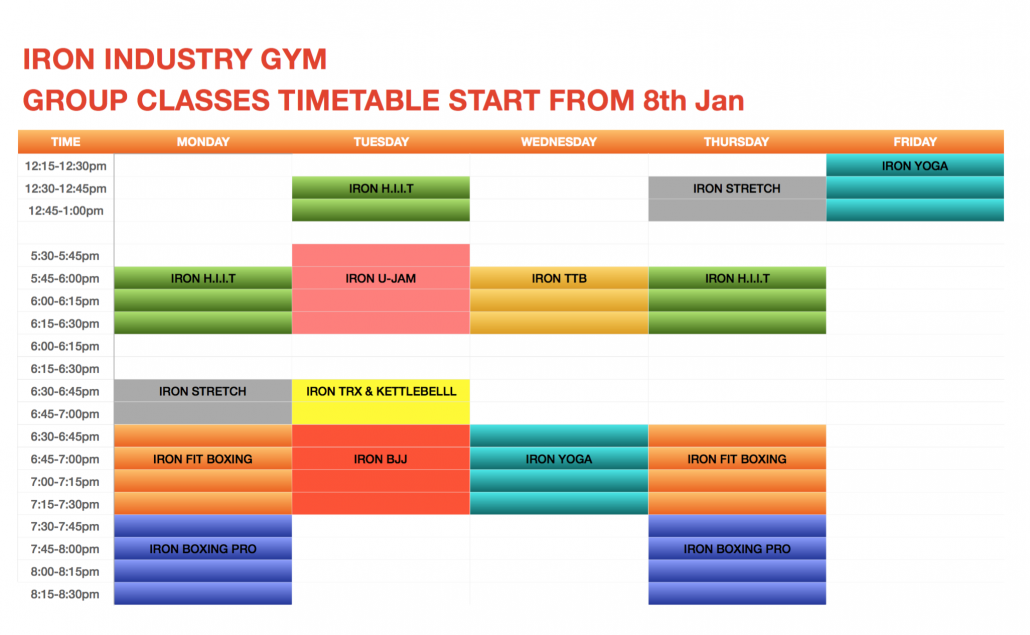 IRON INDUSTRY GYM
GROUP CLASSES TIMETABLE START FROM 8th Jan
TIME MONDAY TUESDAY WEDNESDAY THURSDAY FRIDAY
12:15-12:30pm IRON YOGA
12:30-12:45pm IRON H.I.I.T IRON STRETCH
12:45-1:00pm
5:30-5:45pm
5:45-6:00pm IRON H.I.I.T IRON U-JAM IRON TTB IRON H.I.I.T
6:00-6:15pm
6:15-6:30pm
6:00-6:15pm
6:15-6:30pm
6:30-6:45pm IRON STRETCH IRON TRX & KETTLEBELLL
6:45-7:00pm
6:30-6:45pm
6:45-7:00pm IRON FIT BOXING IRON BJJ IRON YOGA IRON FIT BOXING
7:00-7:15pm
7:15-7:30pm
7:30-7:45pm
7:45-8:00pm IRON BOXING PRO IRON BOXING PRO
8:00-8:15pm
8:15-8:30pm